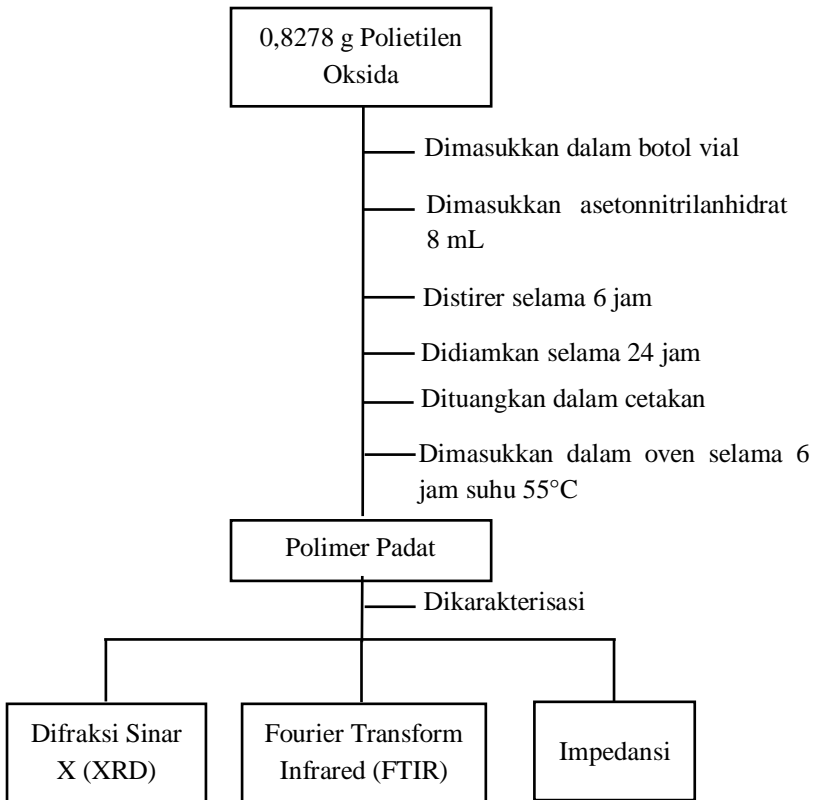 0,8278 g Polietilen
Oksida
Dimasukkan dalam botol vial
Dimasukkan asetonnitrilanhidrat
8 mL
Distirer selama 6 jam
Didiamkan selama 24 jam
Dituangkan dalam cetakan
Dimasukkan dalam oven selama 6
jam suhu 55°C
Polimer Padat
Dikarakterisasi
Difraksi Sinar
X (XRD)
Fourier Transform
Infrared (FTIR)
Impedansi